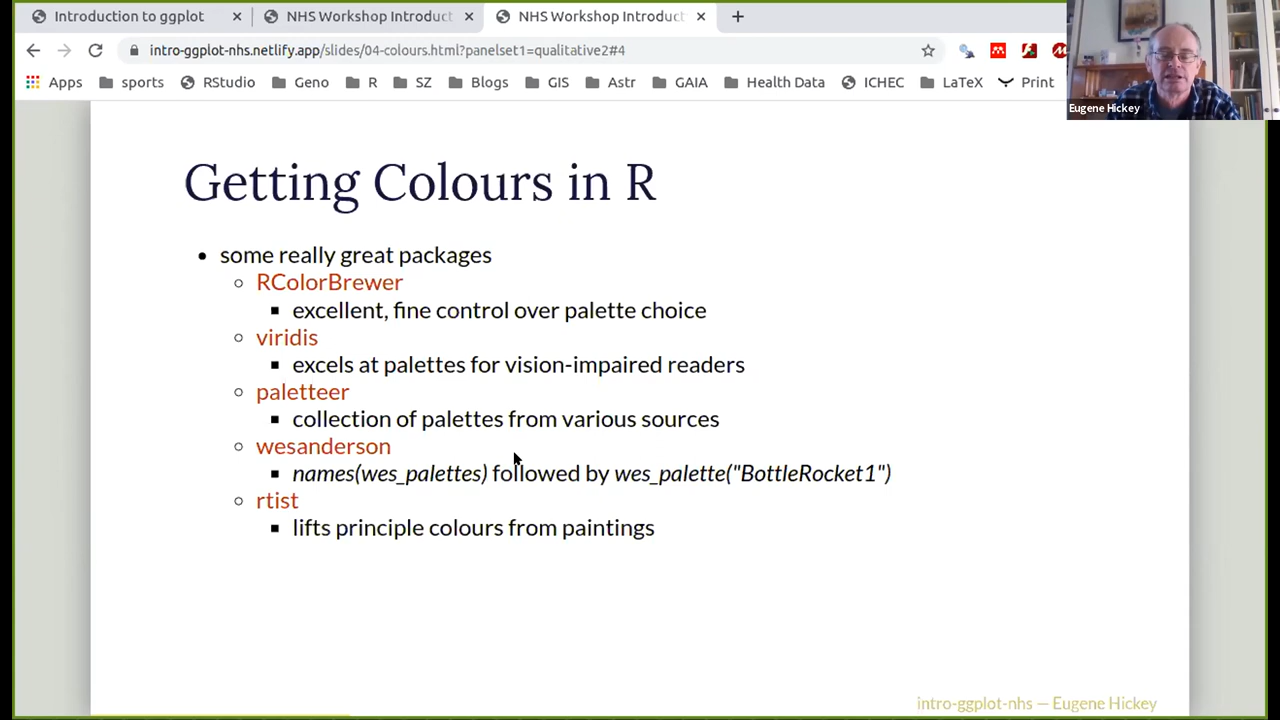 Introduction to ggplot
NHS Workshop Introduct
NHS Workshop Introduct
intro-ggplot-nhs.netlify.app/slides/04-colours.html?panelset1=qualitative2#4
Apps
sports
RStudio
Geno
R
SZ
Blogs
GIS
Astr
GAIA
Health Data
ICHEC
LaTeX
Print
Eugene Hickey
Getting Colours in R
• some really great packages
○ RColorBrewer
▪ excellent, fine control over palette choice
○ viridis
▪ excels at palettes for vision-impaired readers
○ paletteer
▪ collection of palettes from various sources
○ wesanderson
▪ names(wes_palettes) followed by wes_palette("BottleRocket1")
○ rtist
▪ lifts principle colours from paintings
intro-ggplot-nhs — Eugene Hickey